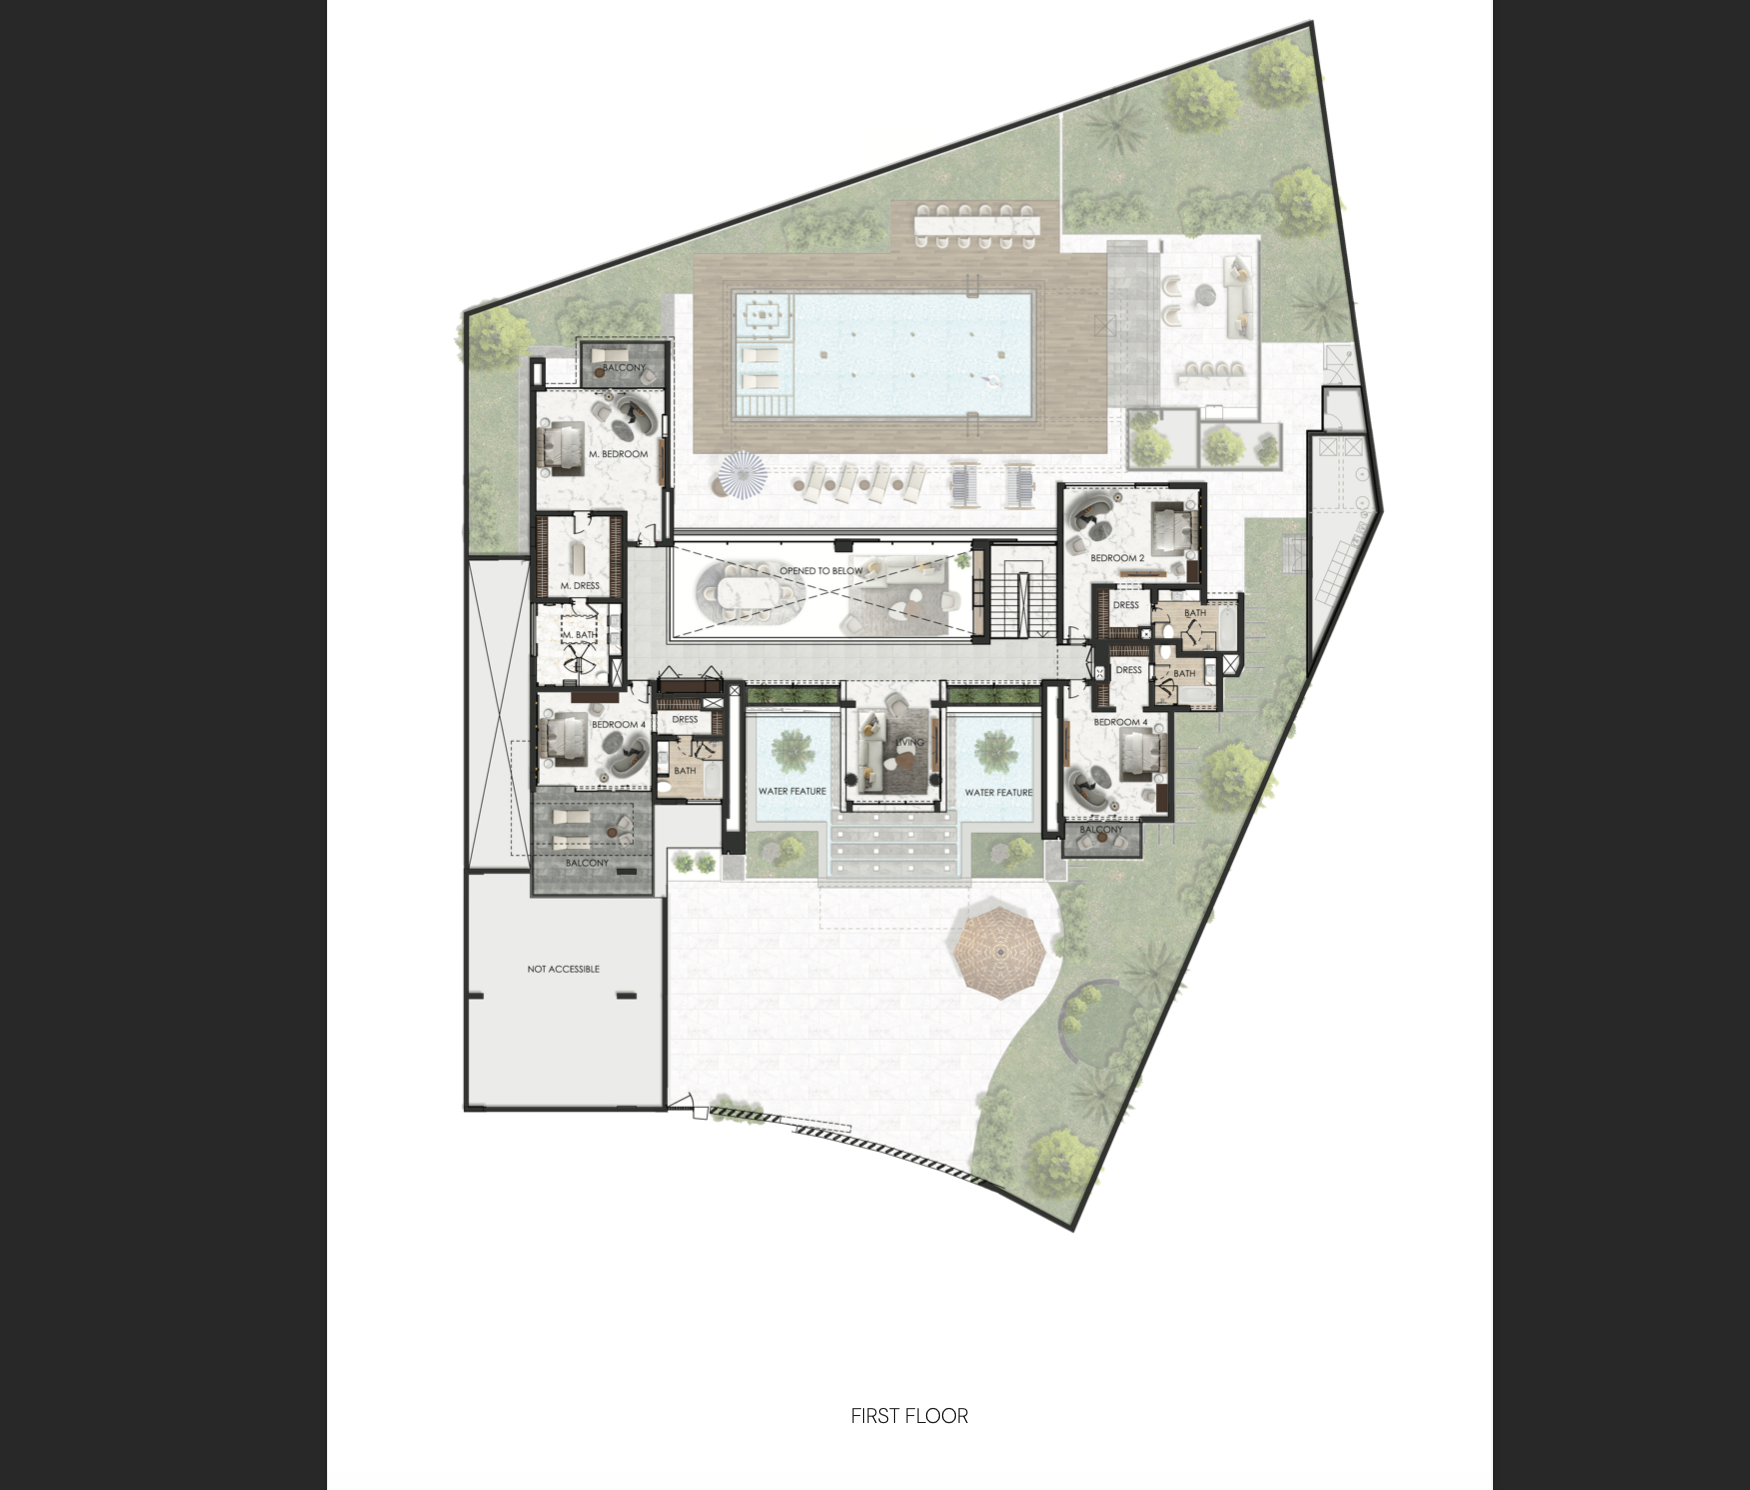 BALCONY
M. BEDROOM
BEDROOM 2
OPENED TO BELOW
M. DRESS
DRESS
BATH
M. BATH
DRESS
BATH
BEDROOM 4
DRESS
BEDROOM 4
LIVING
BATH
WATER FEATURE
WATER FEATURE
BALCONY
BALCONY
NOT ACCESSIBLE
FIRST FLOOR